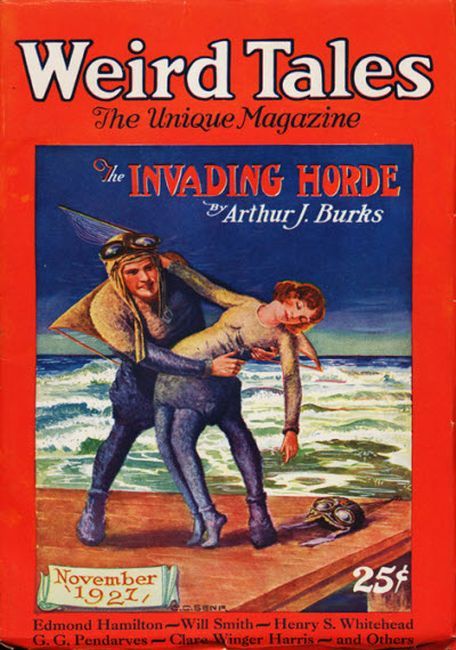 Weird Tales
The Unique Magazine
The INVADING HORDE
By Arthur J. Burks
November
1927
C.C. SENF
25¢
Edmond Hamilton — Will Smith — Henry S. Whitehead
G. G. Pendarves — Clare Winger Harris — and Others